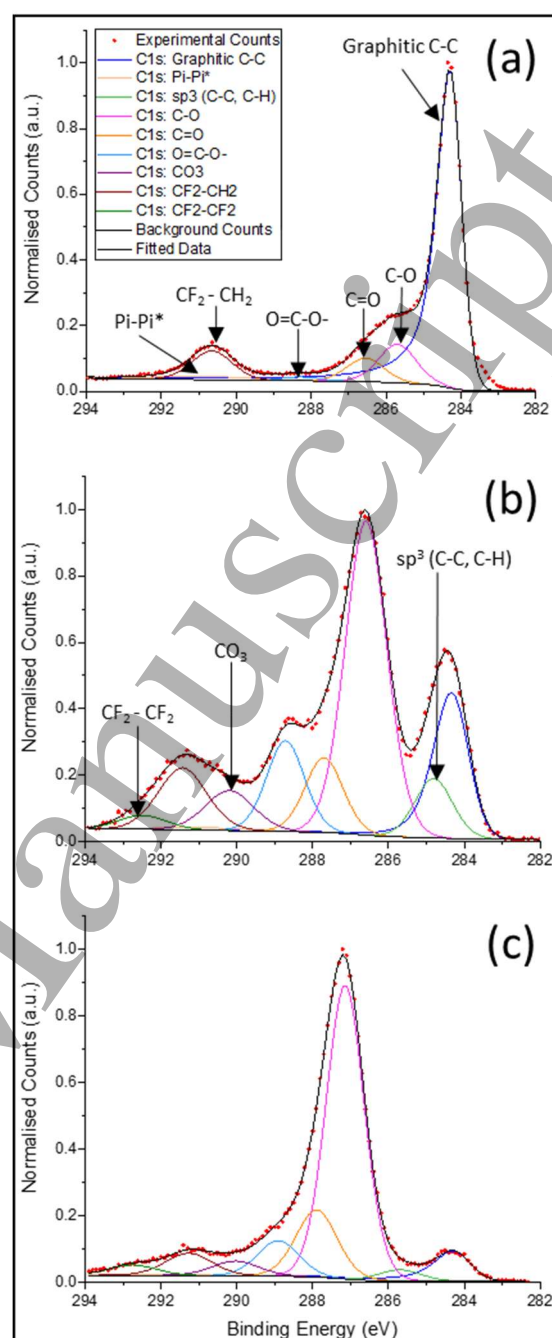 Experimental Counts
C1s: Graphitic C-C
C1s: Pi-Pi*
C1s: sp3 (C-C, C-H)
C1s: C-O
C1s: C=O
C1s: O=C-O-
C1s: CO3
C1s: CF2-CH2
C1s: CF2-CF2
Background Counts
Fitted Data
Graphitic C-C
(a)
Normalised Counts (a.u.)
1.0
0.8
0.6
0.4
0.2
0.0
Pi-Pi*
CF₂ - CH₂
O=C-O-
C=O
C-O
294 292 290 288 286 284 282
(b)
Normalised Counts (a.u.)
1.0
0.8
0.6
0.4
0.2
0.0
CF₂ - CF₂
CO₃
sp³ (C-C, C-H)
294 292 290 288 286 284 282
(c)
Normalised Counts (a.u.)
1.0
0.8
0.6
0.4
0.2
0.0
294 292 290 288 286 284 282
Binding Energy (eV)
Manuscript